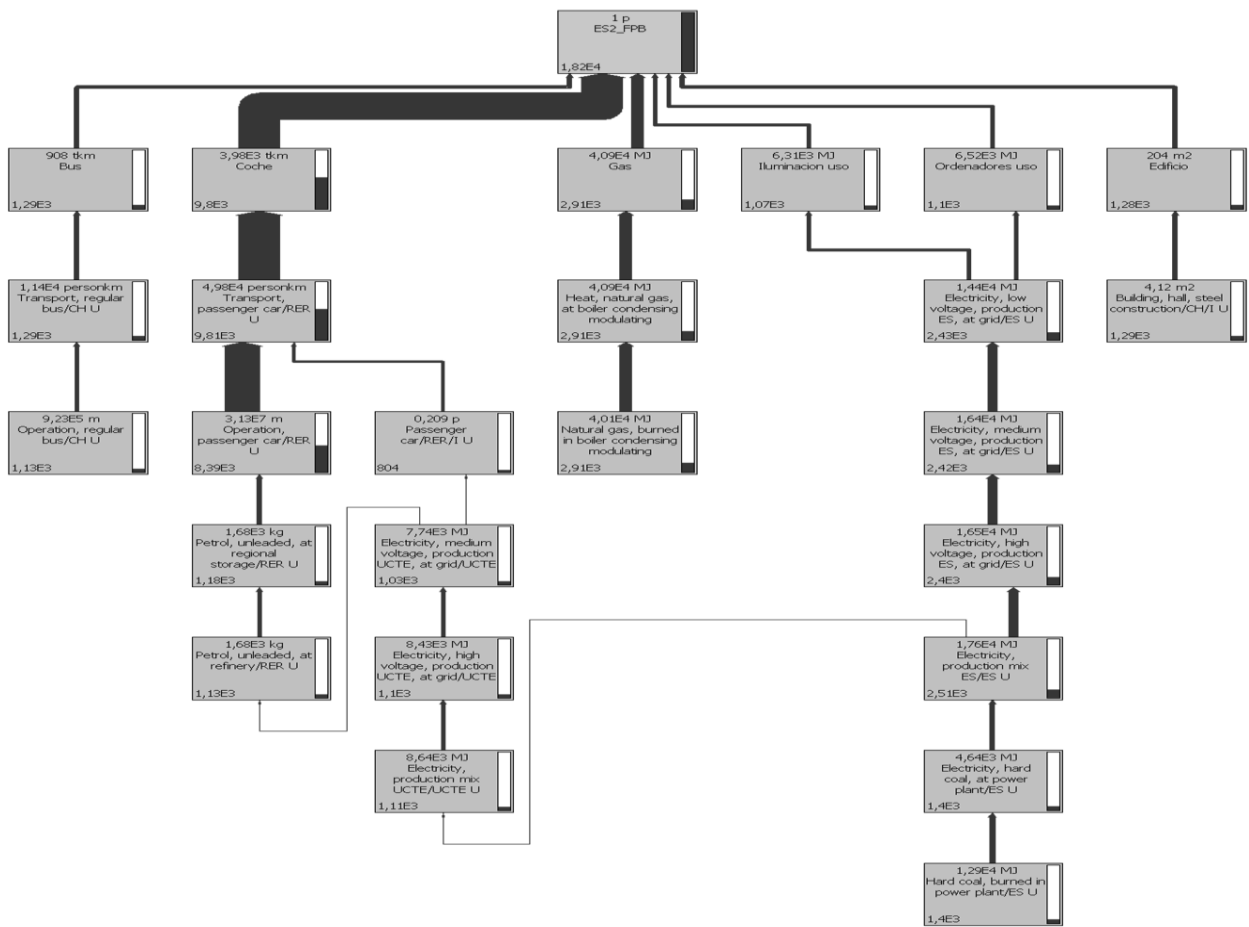 1 p
ES2_FPB
1,82E4
908 tkm
Bus
1,29E3
3,98E3 tkm
Coche
9,8E3
4,09E4 MJ
Gas
2,91E3
6,31E3 MJ
Iluminacion uso
1,07E3
6,52E3 MJ
Ordenadores uso
1,1E3
204 m2
Edificio
1,28E3
1,14E4 personkm
Transport, regular
bus/CH U
1,29E3
4,98E4 personkm
Transport,
passenger car/RER
U
9,81E3
4,09E4 MJ
Heat, natural gas,
at boiler condensing
modulating
2,91E3
1,44E4 MJ
Electricity, low
voltage, production
ES, at grid/ES U
2,43E3
4,12 m2
Building, hall, steel
construction/CH/I U
1,29E3
9,23E5 m
Operation, regular
bus/CH U
1,13E3
3,13E7 m
Operation,
passenger car/RER
U
8,39E3
0,209 p
Passenger
car/RER/I U
804
4,01E4 MJ
Natural gas, burned
in boiler condensing
modulating
2,91E3
1,64E4 MJ
Electricity, medium
voltage, production
ES, at grid/ES U
2,42E3
1,68E3 kg
Petrol, unleaded, at
regional
storage/RER U
1,18E3
7,74E3 MJ
Electricity, medium
voltage, production
UCTE, at grid/UCTE
1,03E3
1,65E4 MJ
Electricity, high
voltage, production
ES, at grid/ES U
2,4E3
1,68E3 kg
Petrol, unleaded, at
refinery/RER U
1,13E3
8,43E3 MJ
Electricity, high
voltage, production
UCTE, at grid/UCTE
1,1E3
1,76E4 MJ
Electricity,
production mix
ES/ES U
2,51E3
8,64E3 MJ
Electricity,
production mix
UCTE/UCTE U
1,11E3
4,64E3 MJ
Electricity, hard
coal, at power
plant/ES U
1,4E3
1,29E4 MJ
Hard coal, burned in
power plant/ES U
1,4E3